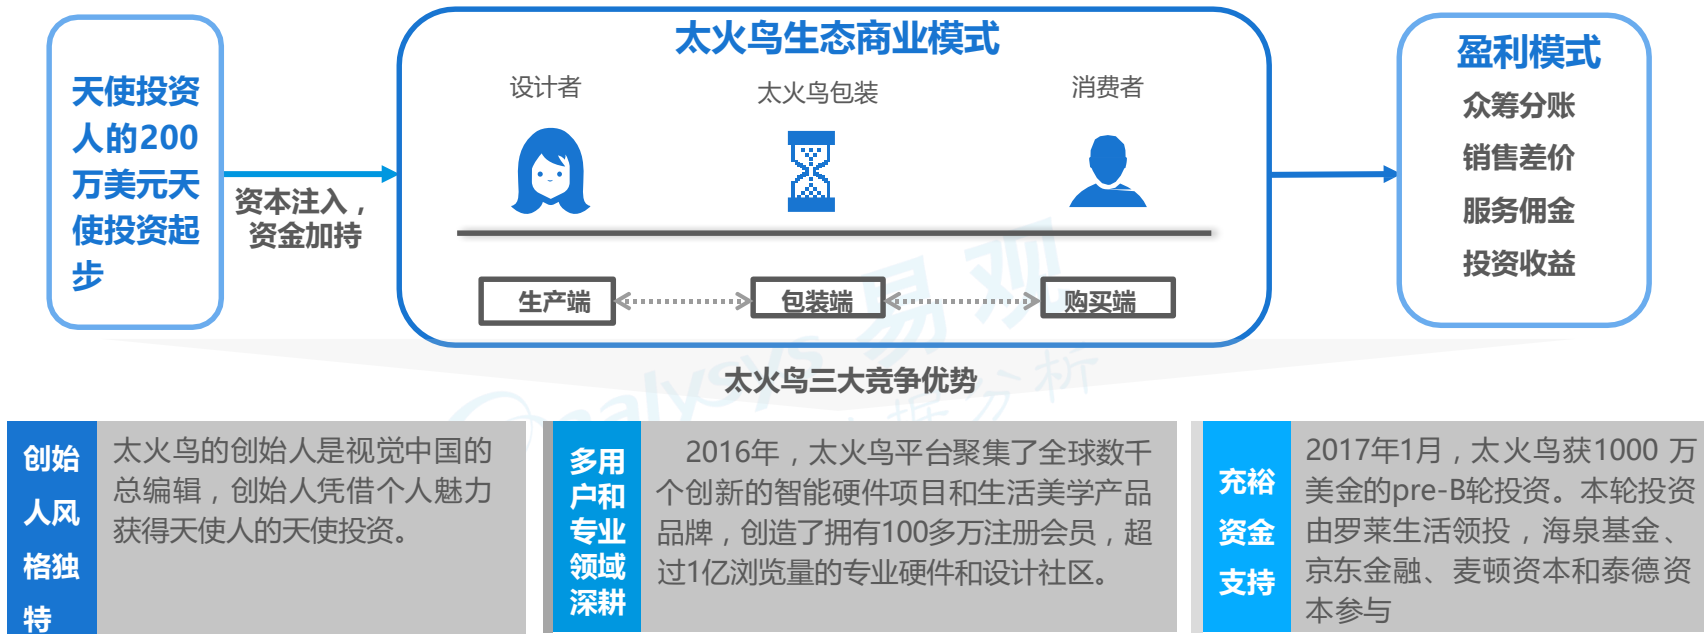 天使投资
人的200
万美元天
使投资起
步
资本注入，
资金加持
太火鸟生态商业模式
设计者
太火鸟包装
消费者
生产端
包装端
购买端
盈利模式
众筹分账
销售差价
服务佣金
投资收益
Analysys 易观
数据分析
太火鸟三大竞争优势
创始
人风
格独
特
太火鸟的创始人是视觉中国的
总编辑，创始人凭借个人魅力
获得天使人的天使投资。
多用
户和
专业
领域
深耕
2016年，太火鸟平台聚集了全球数千
个创新的智能硬件项目和生活美学产品
品牌，创造了拥有100多万注册会员，超
过1亿浏览量的专业硬件和设计社区。
充裕
资金
支持
2017年1月，太火鸟获1000 万
美金的pre-B轮投资。本轮投资
由罗莱生活领投，海泉基金、
京东金融、麦顿资本和泰德资
本参与